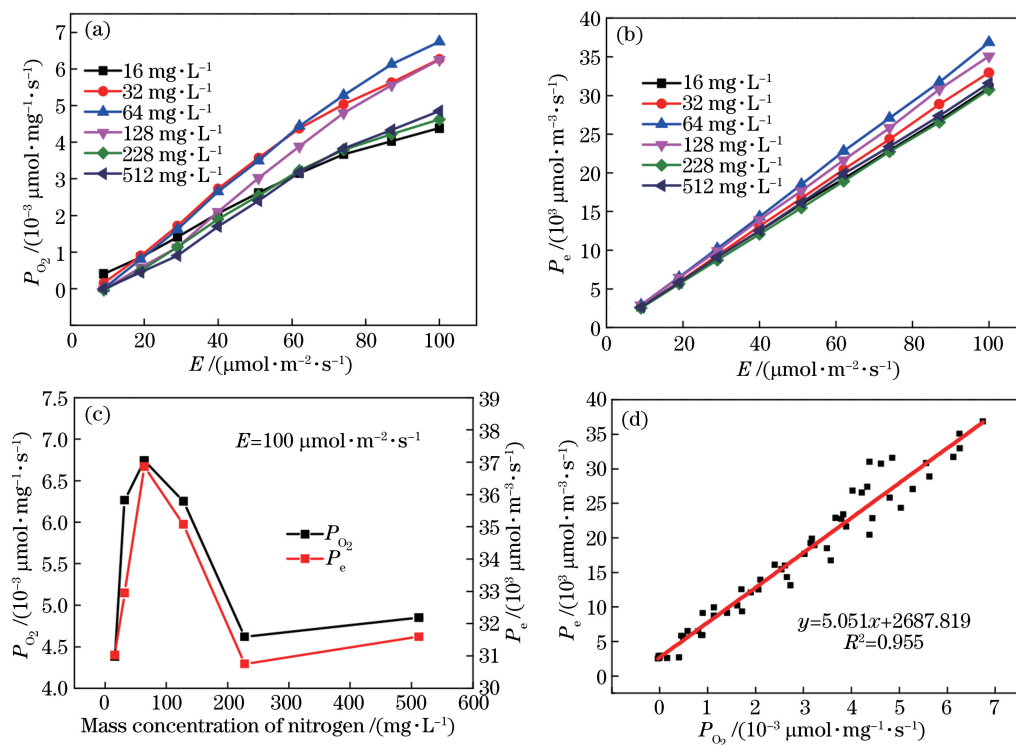 (a)
7
6
5
4
3
2
1
0
P_O₂ /(10⁻³ μmol·mg⁻¹·s⁻¹)
16 mg·L⁻¹
32 mg·L⁻¹
64 mg·L⁻¹
128 mg·L⁻¹
228 mg·L⁻¹
512 mg·L⁻¹
0 20 40 60 80 100
E /(μmol·m⁻²·s⁻¹)
(b)
40
35
30
25
20
15
10
5
0
P_e /(10³ μmol·m⁻³·s⁻¹)
16 mg·L⁻¹
32 mg·L⁻¹
64 mg·L⁻¹
128 mg·L⁻¹
228 mg·L⁻¹
512 mg·L⁻¹
0 20 40 60 80 100
E /(μmol·m⁻²·s⁻¹)
(c)
7.5
7.0
6.5
6.0
5.5
5.0
4.5
4.0
P_O₂ /(10⁻³ μmol·mg⁻¹·s⁻¹)
E=100 μmol·m⁻²·s⁻¹
P_O₂
P_e
39
38
37
36
35
34
33
32
31
30
P_e /(10³ μmol·m⁻³·s⁻¹)
0 100 200 300 400 500 600
Mass concentration of nitrogen /(mg·L⁻¹)
(d)
40
35
30
25
20
15
10
5
0
P_e /(10³ μmol·m⁻³·s⁻¹)
y=5.051x+2687.819
R²=0.955
0 1 2 3 4 5 6 7
P_O₂ /(10⁻³ μmol·mg⁻¹·s⁻¹)